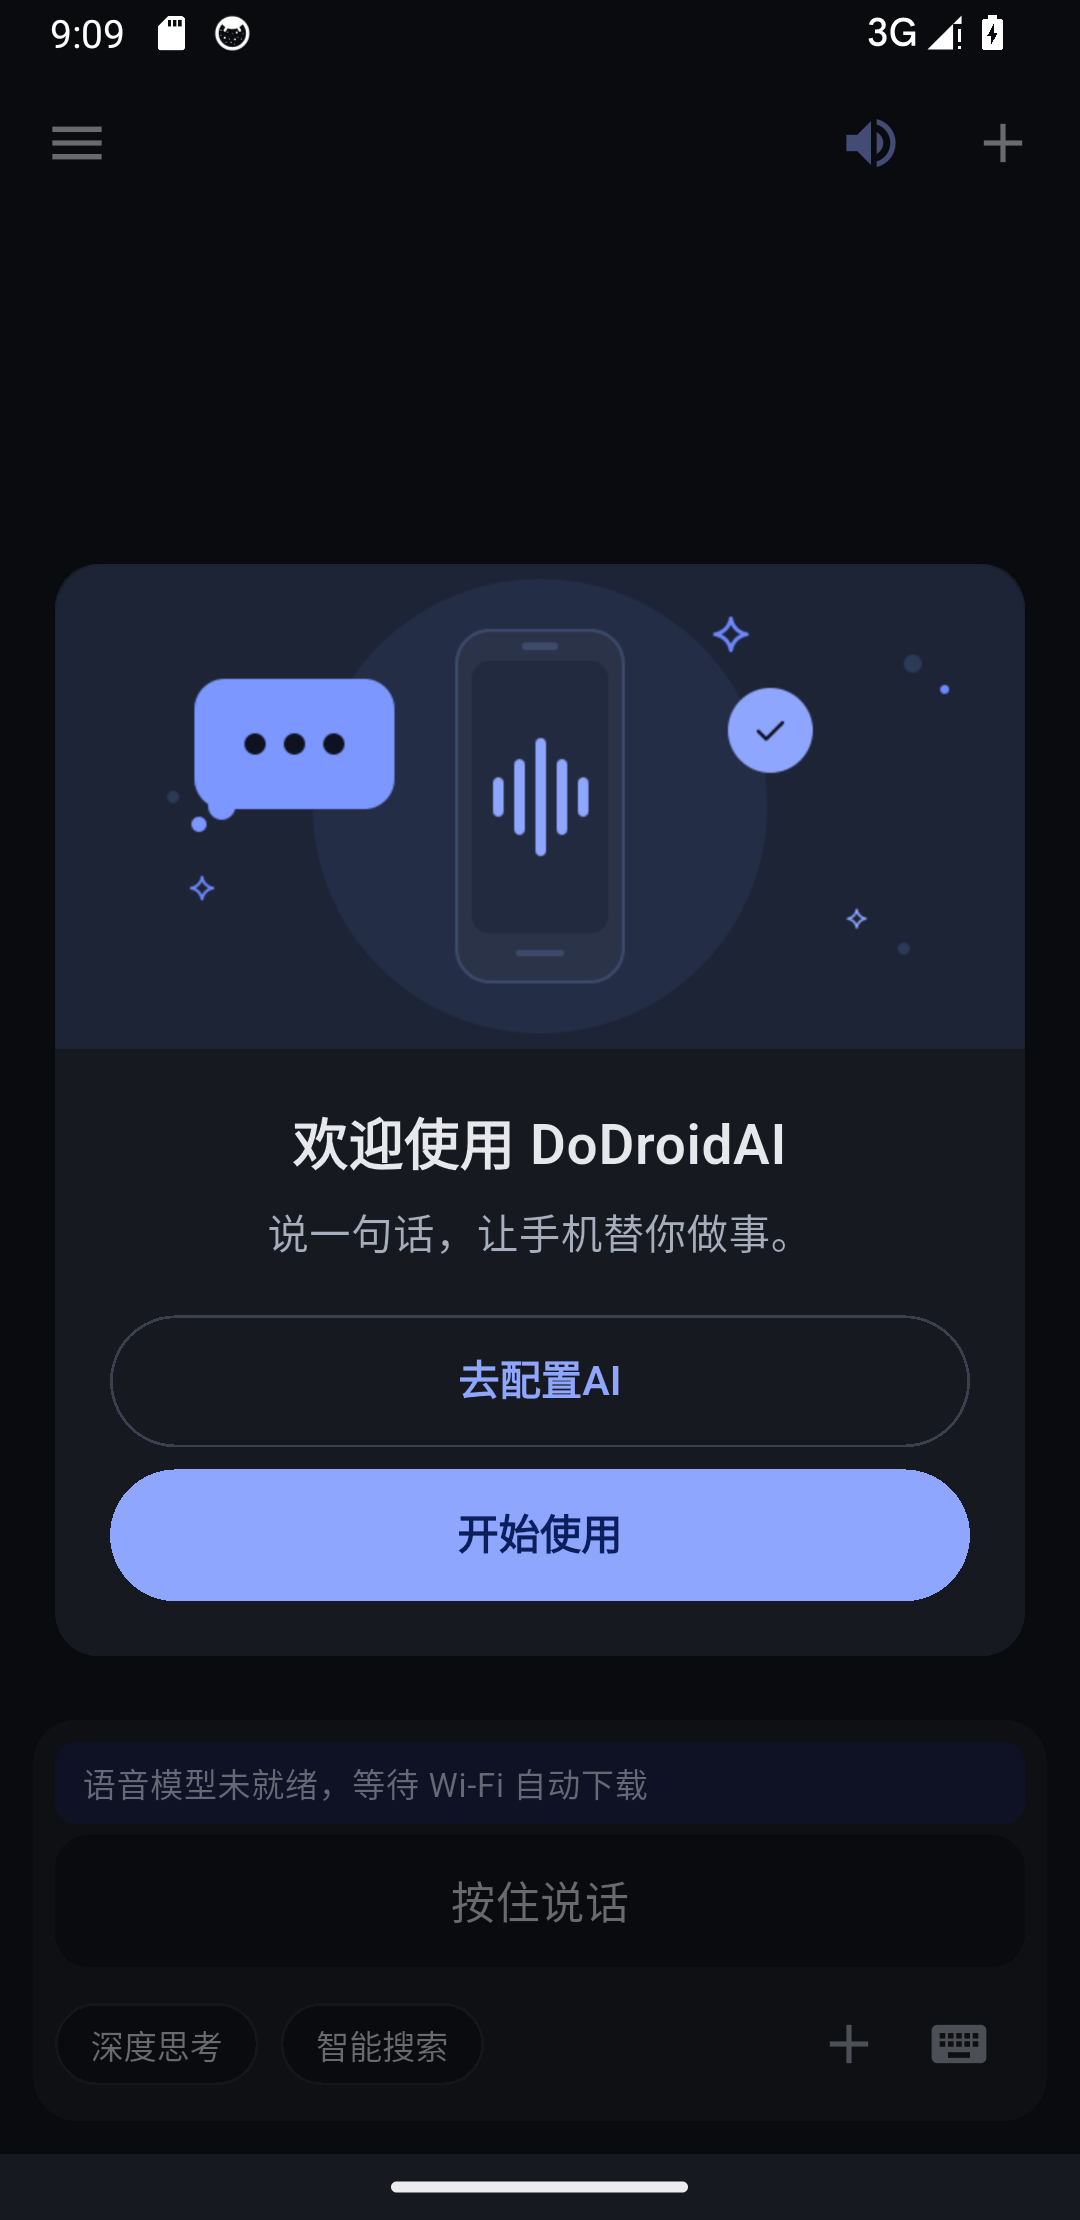 9:09
3G
欢迎使用 DoDroidAI
说一句话，让手机替你做事。
去配置AI
开始使用
语音模型未就绪，等待 Wi-Fi 自动下载
按住说话
深度思考
智能搜索